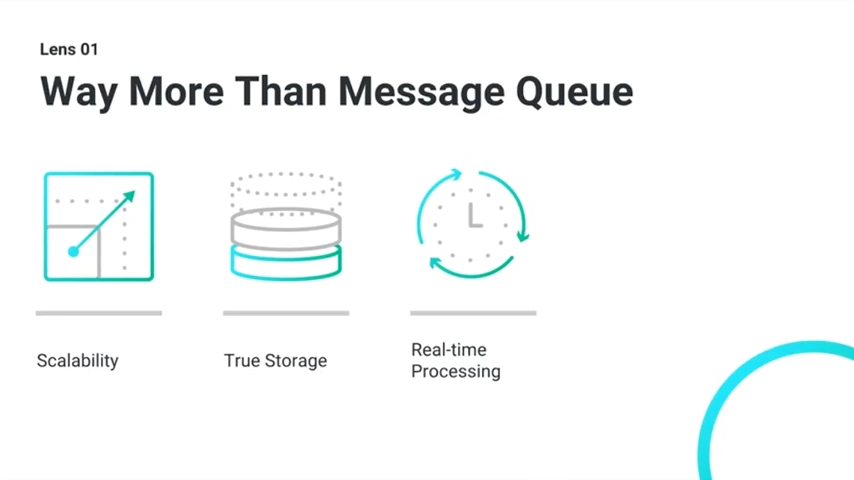 Lens 01
Way More Than Message Queue
Scalability
True Storage
Real-time
Processing